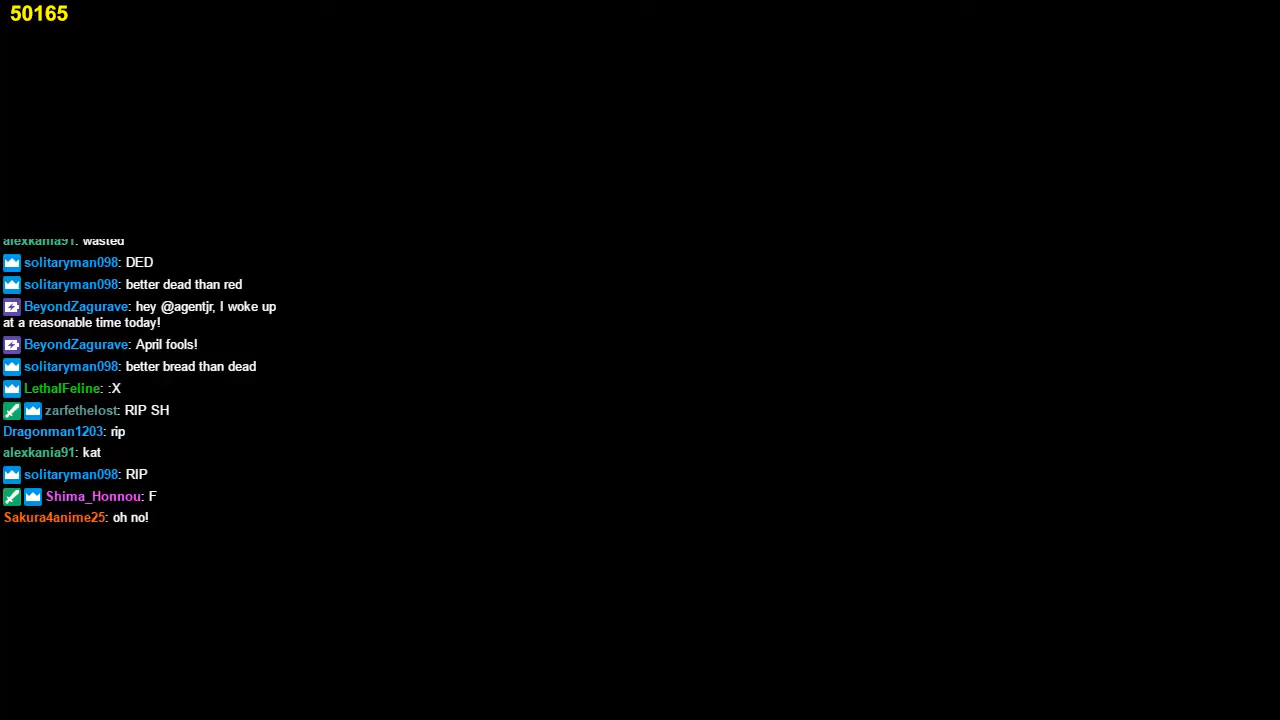 50165
alexkania91: wasted
solitaryman098: DED
solitaryman098: better dead than red
BeyondZagurave: hey @agentjr, I woke up
at a reasonable time today!
BeyondZagurave: April fools!
solitaryman098: better bread than dead
LethalFeline: :X
zarfethelost: RIP SH
Dragonman1203: rip
alexkania91: kat
solitaryman098: RIP
Shima_Honnou: F
Sakura4anime25: oh no!